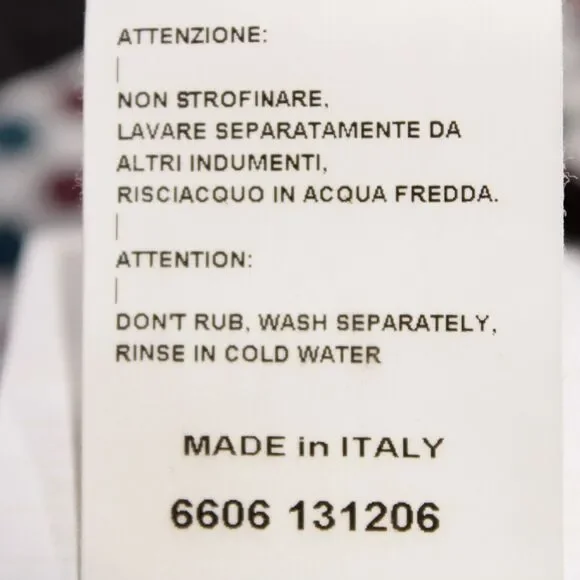 ATTENZIONE:
NON STROFINARE,
LAVARE SEPARATAMENTE DA
ALTRI INDUMENTI,
RISCIACQUO IN ACQUA FREDDA.
ATTENTION:
DON'T RUB, WASH SEPARATELY,
RINSE IN COLD WATER
MADE in ITALY
6606 131206